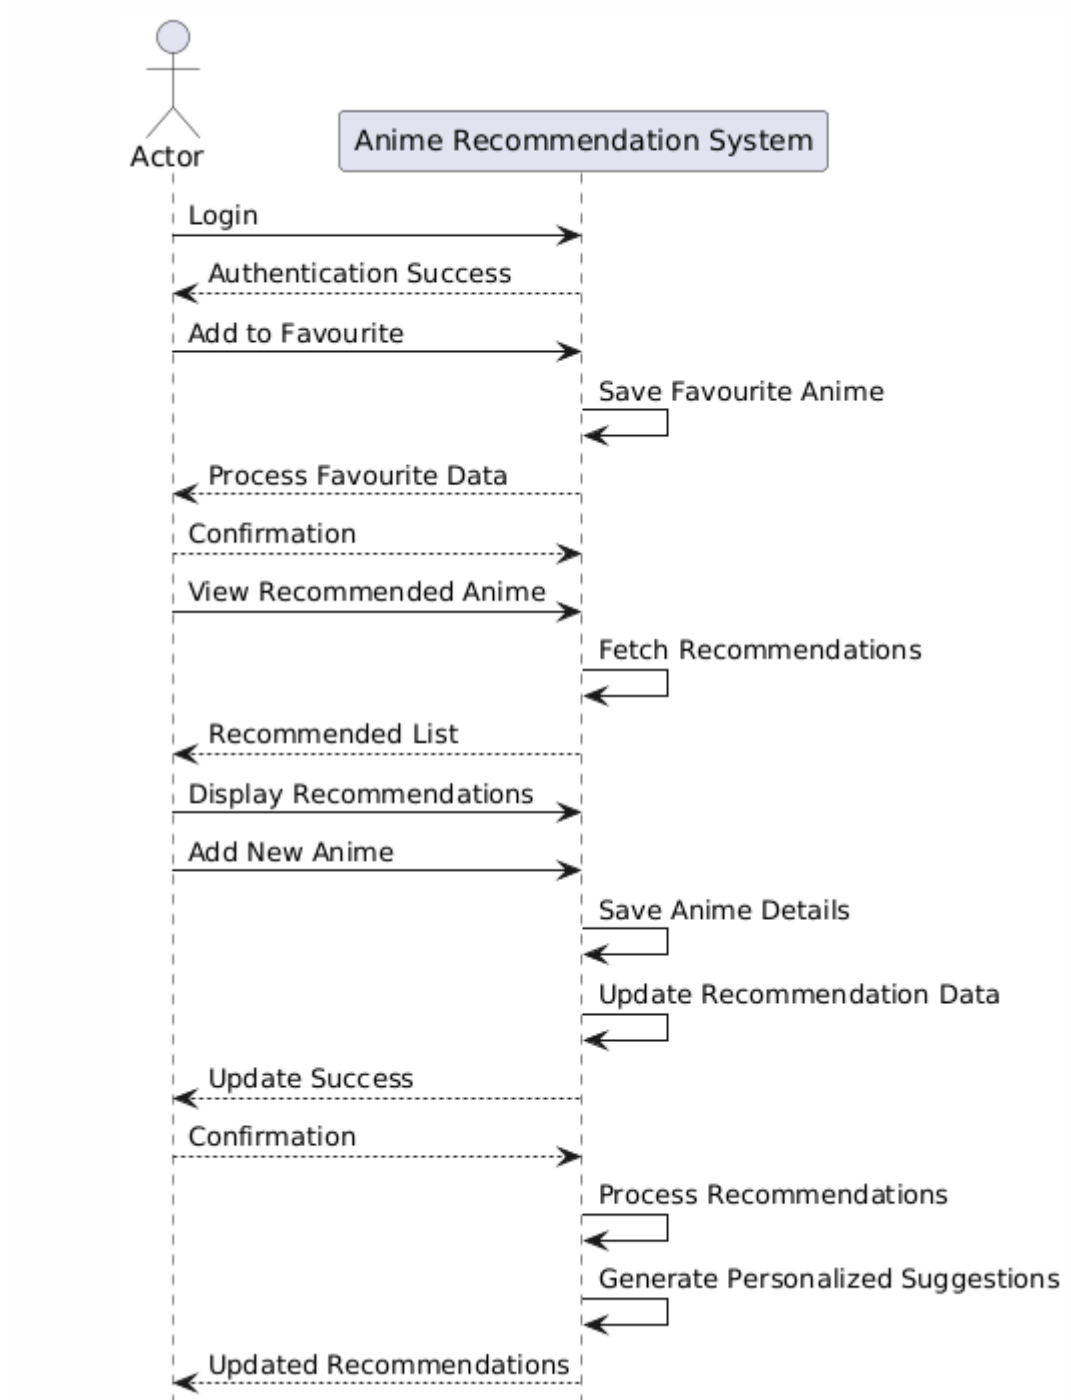 Actor
Anime Recommendation System
Login
Authentication Success
Add to Favourite
Save Favourite Anime
Process Favourite Data
Confirmation
View Recommended Anime
Fetch Recommendations
Recommended List
Display Recommendations
Add New Anime
Save Anime Details
Update Recommendation Data
Update Success
Confirmation
Process Recommendations
Generate Personalized Suggestions
Updated Recommendations